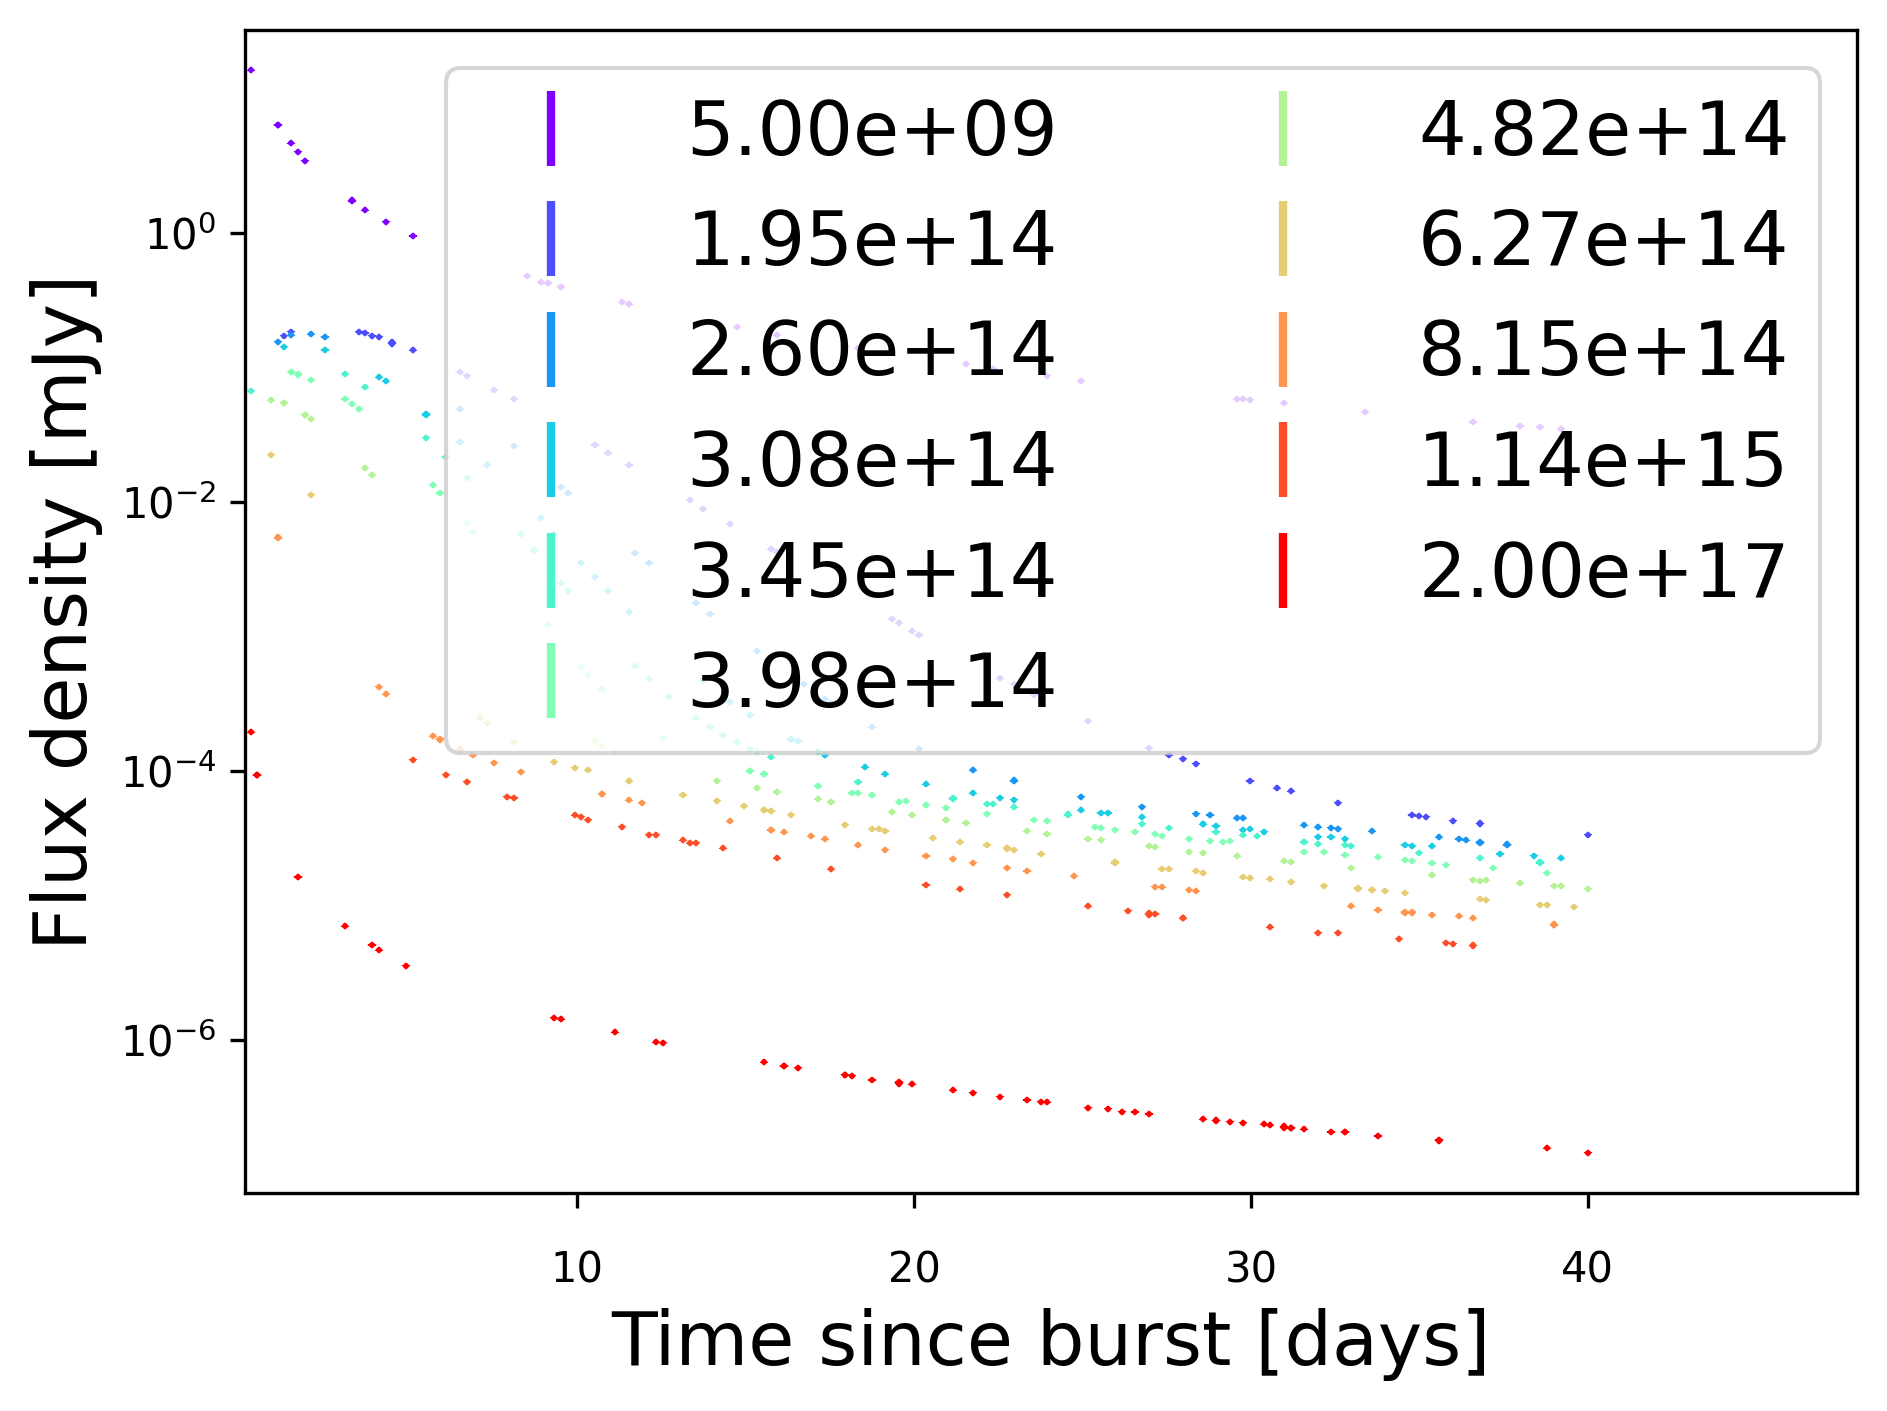 Flux density [mJy]
10⁰
10⁻²
10⁻⁴
10⁻⁶
5.00e+09
1.95e+14
2.60e+14
3.08e+14
3.45e+14
3.98e+14
4.82e+14
6.27e+14
8.15e+14
1.14e+15
2.00e+17
10 20 30 40
Time since burst [days]